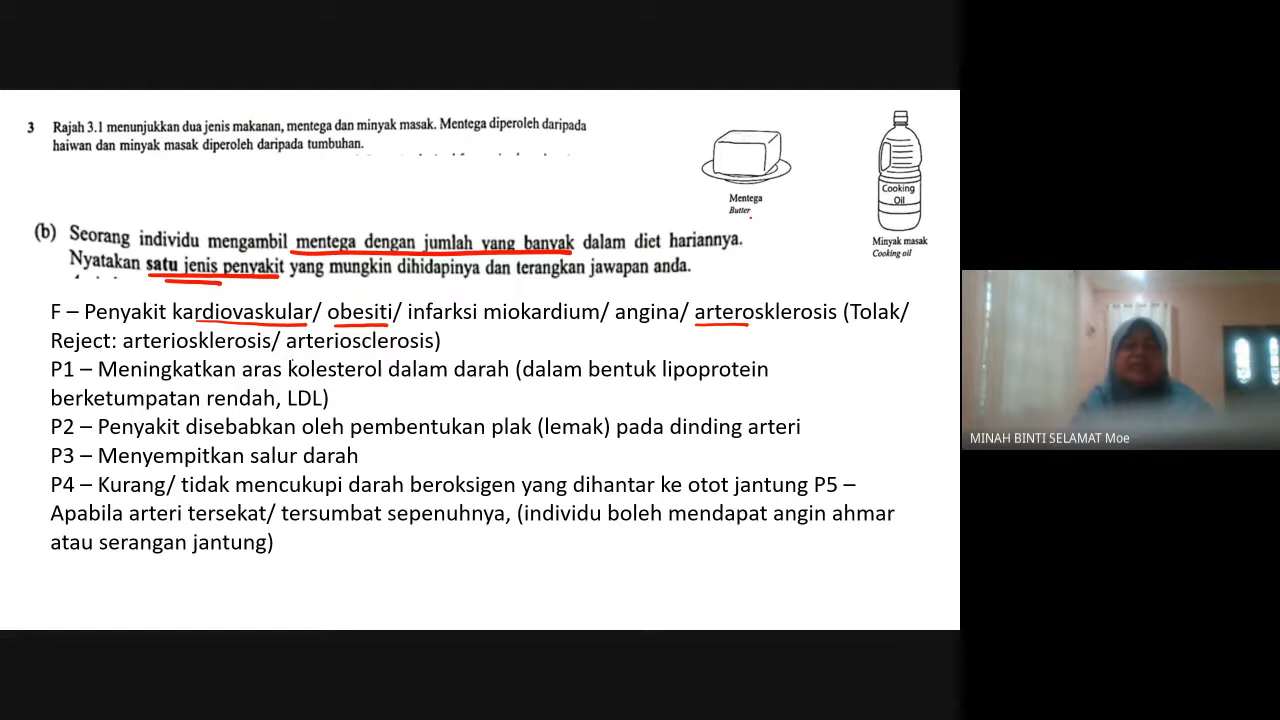 3 Rajah 3.1 menunjukkan dua jenis makanan, mentega dan minyak masak. Mentega diperoleh daripada
haiwan dan minyak masak diperoleh daripada tumbuhan.
Mentega
Butter
Cooking
Oil
Minyak masak
Cooking oil
(b) Seorang individu mengambil mentega dengan jumlah yang banyak dalam diet hariannya.
Nyatakan satu jenis penyakit yang mungkin dihidapinya dan terangkan jawapan anda.
F – Penyakit kardiovaskular/ obesiti/ infarksi miokardium/ angina/ arterosklerosis (Tolak/
Reject: arteriosklerosis/ arteriosclerosis)
P1 – Meningkatkan aras kolesterol dalam darah (dalam bentuk lipoprotein
berketumpatan rendah, LDL)
P2 – Penyakit disebabkan oleh pembentukan plak (lemak) pada dinding arteri
P3 – Menyempitkan salur darah
P4 – Kurang/ tidak mencukupi darah beroksigen yang dihantar ke otot jantung P5 –
Apabila arteri tersekat/ tersumbat sepenuhnya, (individu boleh mendapat angin ahmar
atau serangan jantung)
MINAH BINTI SELAMAT Moe